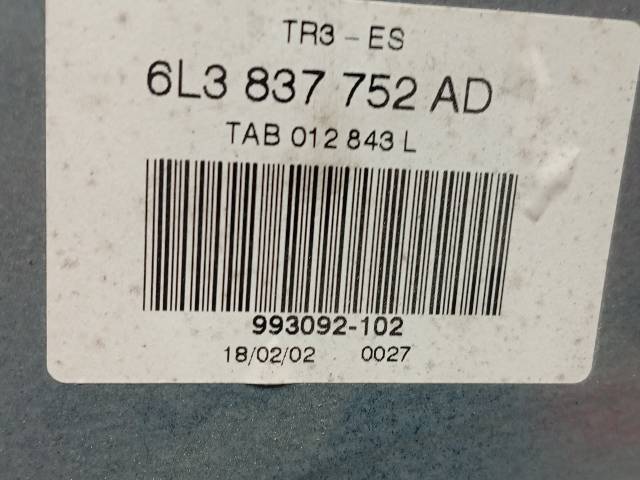 TR3 - ES
6L3 837 752 AD
TAB 012 843 L
993092-102
18/02/02 0027